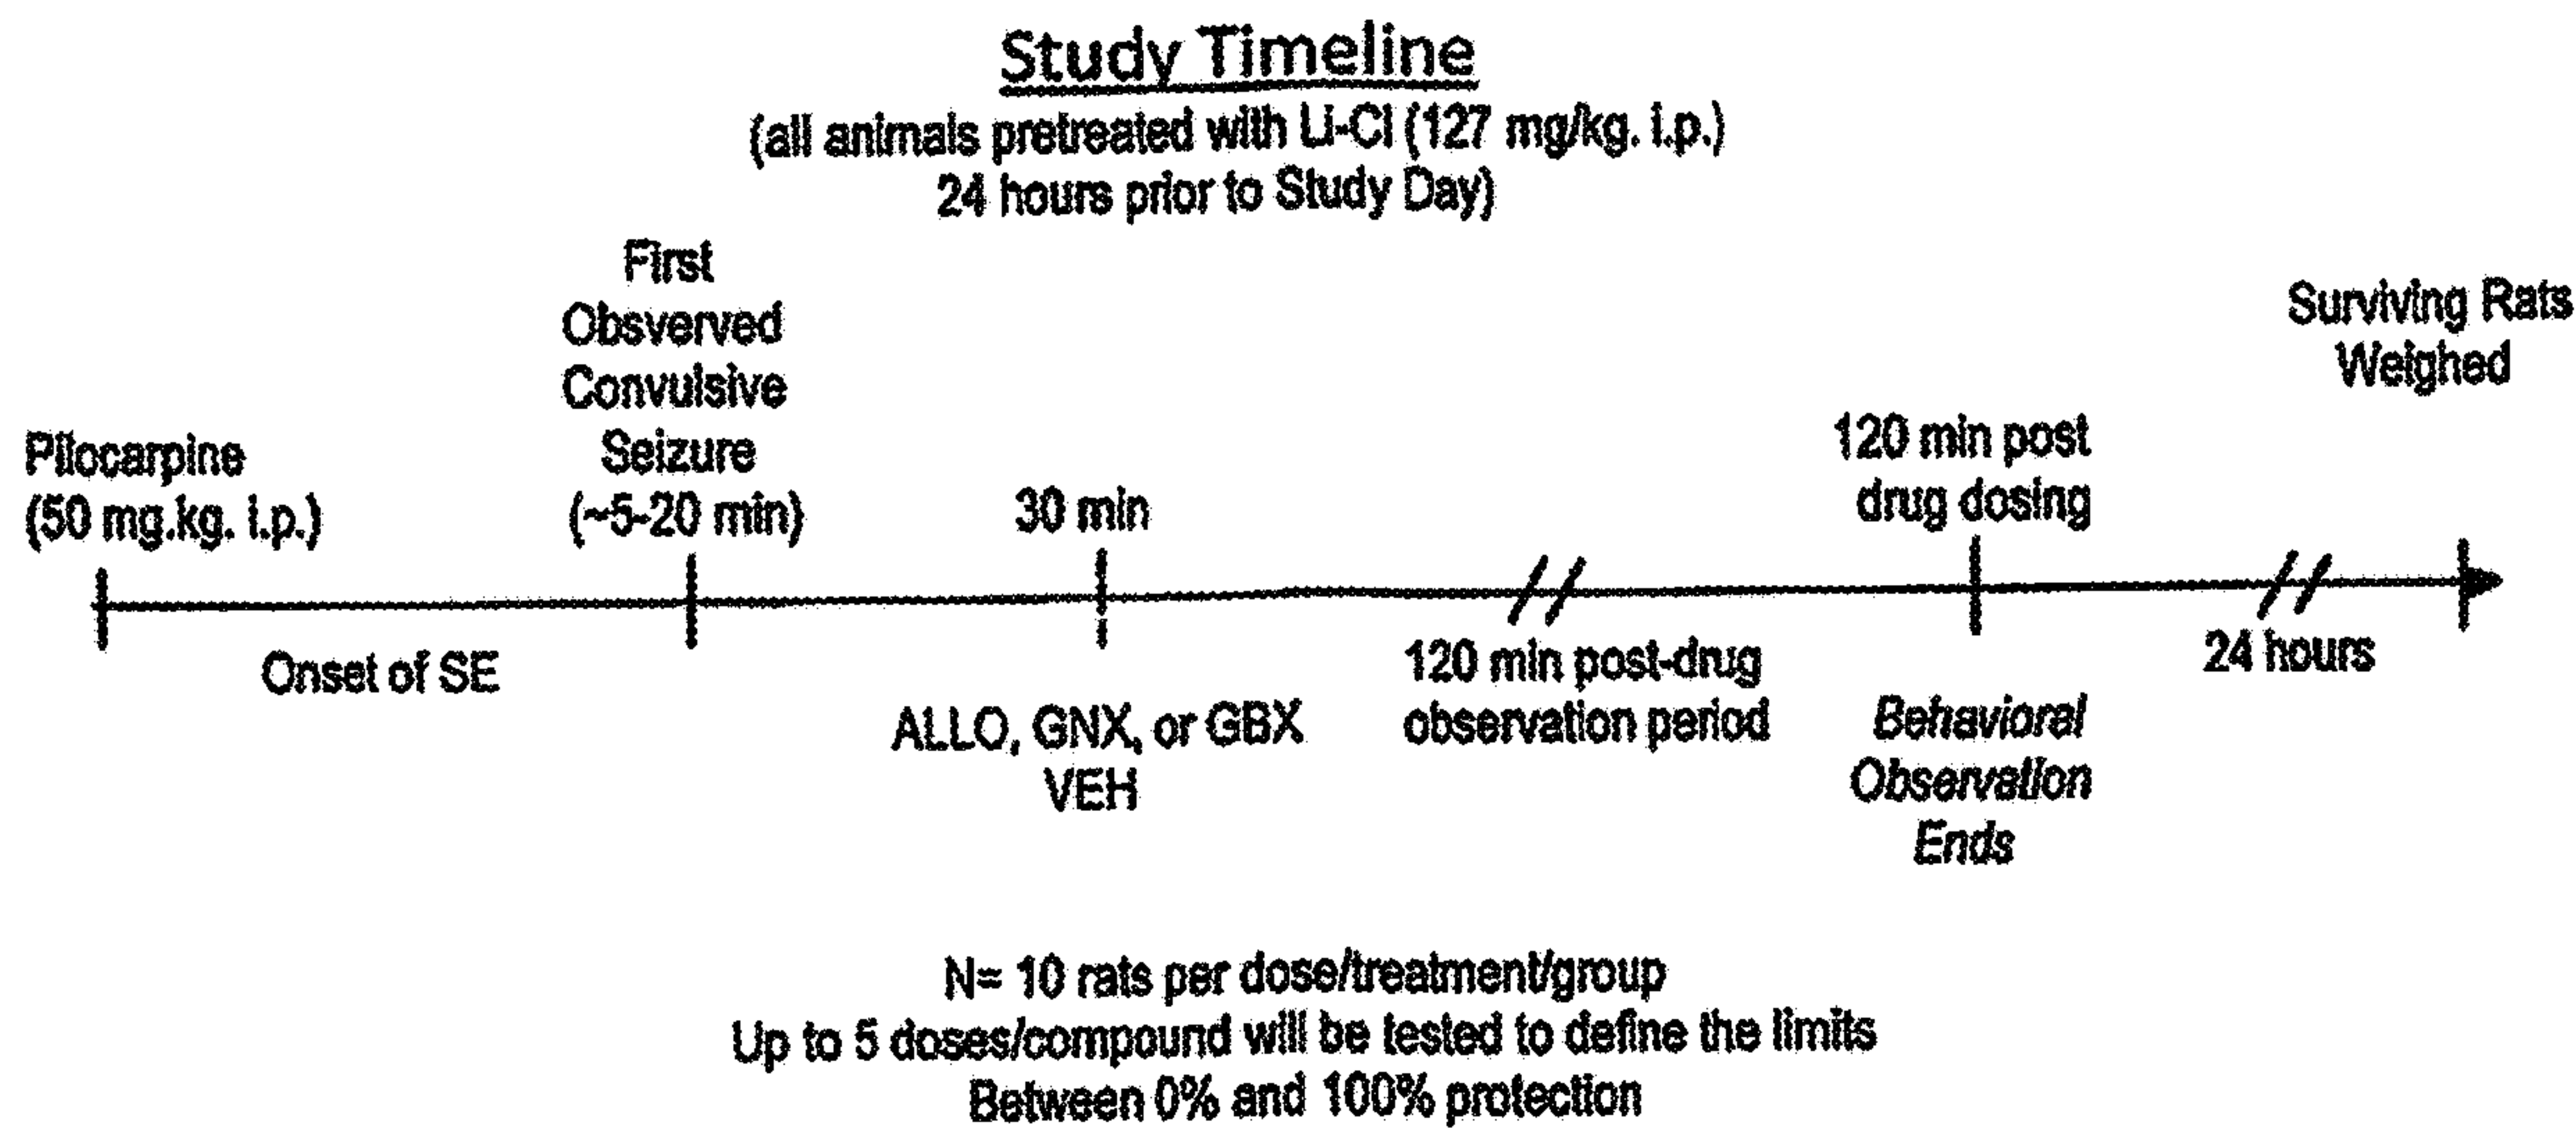 Study Timeline
(all animals pretreated with Li-Cl (127 mg/kg. i.p.)
24 hours prior to Study Day)
First
Obsverved
Convulsive
Seizure
(~5-20 min)
Pilocarpine
(50 mg.kg. i.p.)
30 min
120 min post
drug dosing
Surviving Rats
Weighed
Onset of SE
ALLO, GNX, or GBX
VEH
120 min post-drug
observation period
Behavioral
Observation
Ends
24 hours
N= 10 rats per dose/treatment/group
Up to 5 doses/compound will be tested to define the limits
Between 0% and 100% protection